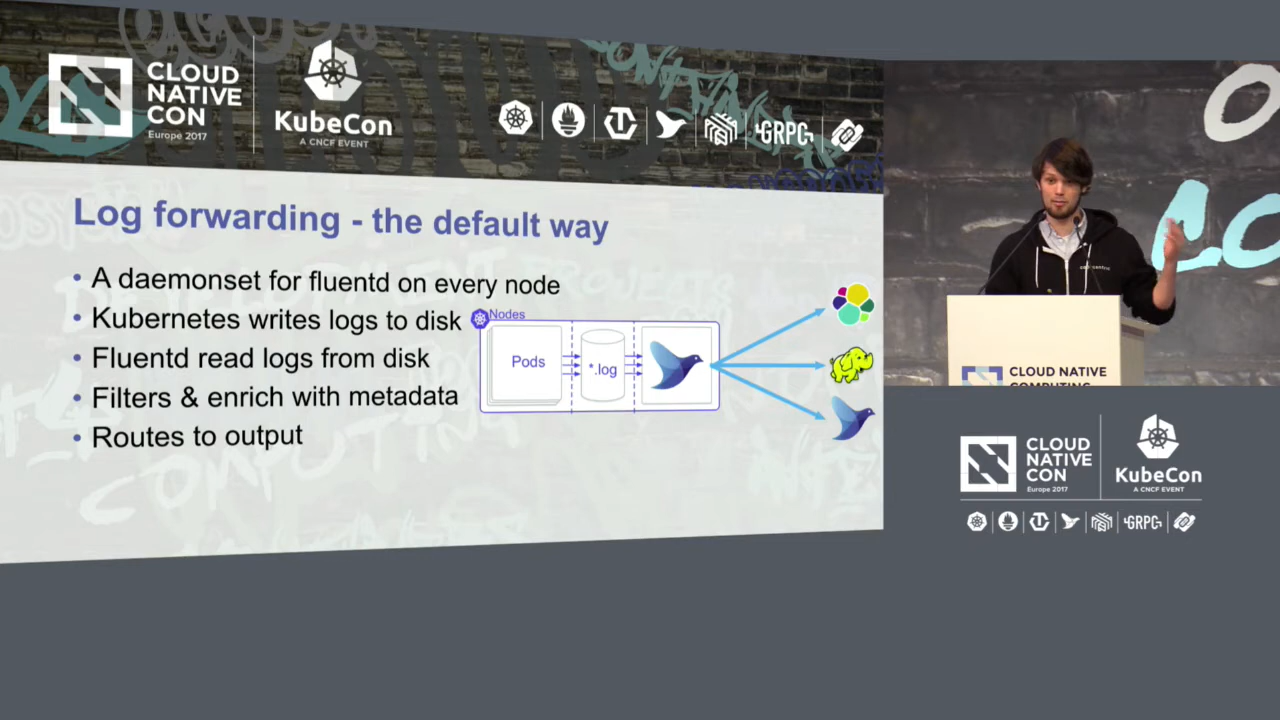 CLOUD
NATIVE
CON
Europe 2017
KubeCon
A CNCF EVENT
GRPC
Log forwarding - the default way
• A daemonset for fluentd on every node
• Kubernetes writes logs to disk
• Fluentd read logs from disk
• Filters & enrich with metadata
• Routes to output
Nodes
Pods
*.log
CLOUD NATIVE
COMPUTING
CLOUD
NATIVE
CON
Europe 2017
KubeCon
A CNCF EVENT
GRPC